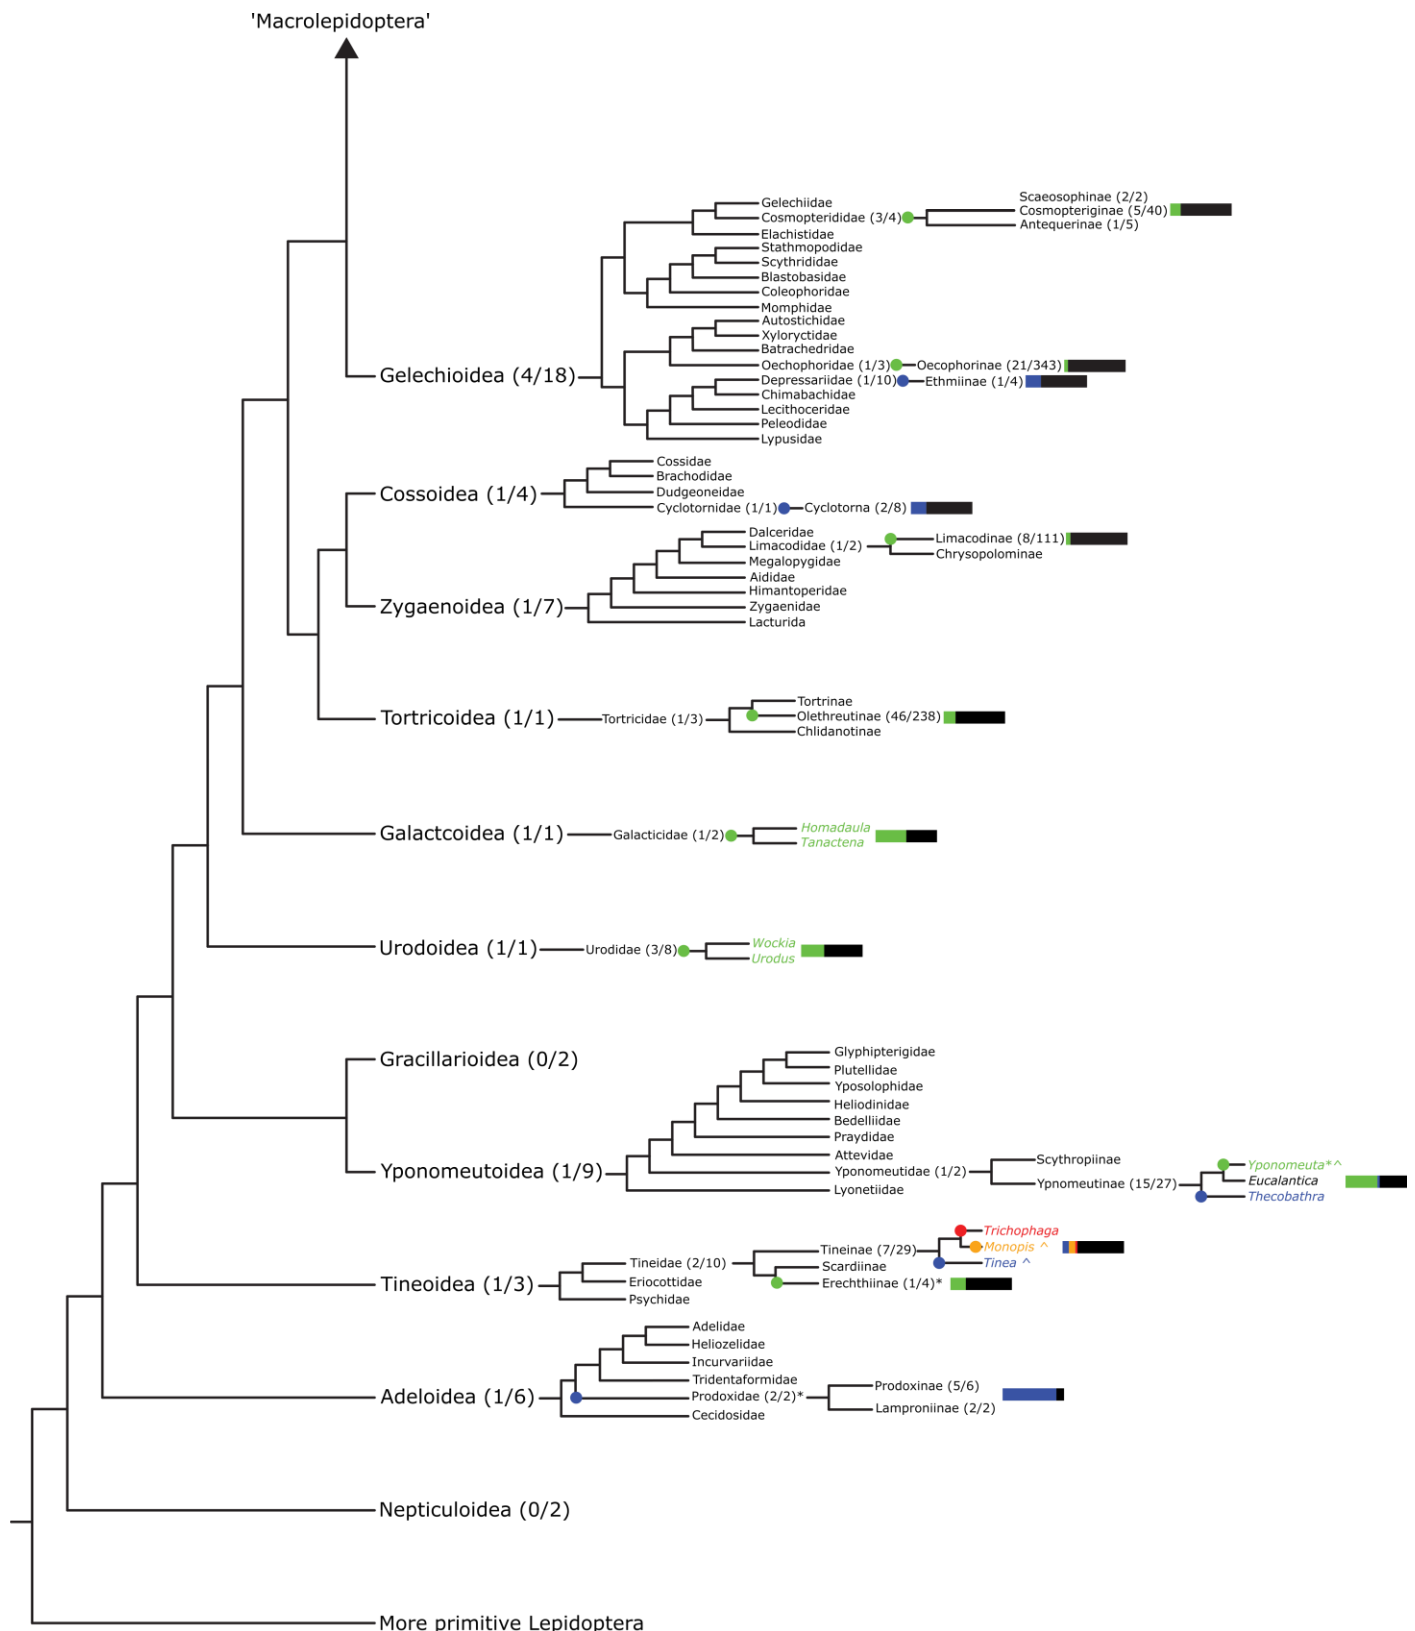 'Macrolepidoptera'
Gelechioidea (4/18)
Gelechiidae
Cosmopterididae (3/4)
Elachistidae
Stathmopodidae
Scythrididae
Blastobasidae
Coleophoridae
Momphidae
Autostichidae
Xyloryctidae
Batrachedridae
Oechophoridae (1/3)
Depressariidae (1/10)
Chimabachidae
Lecithoceridae
Peleodidae
Lypusidae
Scaeosophinae (2/2)
Cosmopteriginae (5/40)
Antequerinae (1/5)
Oecophorinae (21/343)
Ethmiinae (1/4)
Cossoidea (1/4)
Cossidae
Brachodidae
Dudgeoneidae
Cyclotornidae (1/1)
Cyclotorna (2/8)
Zygaenoidea (1/7)
Dalceridae
Limacodidae (1/2)
Megalopygidae
Aididae
Himantoperidae
Zygaenidae
Lacturida
Limacodinae (8/111)
Chrysopolominae
Tortricoidea (1/1)
Tortricidae (1/3)
Tortrinae
Olethreutinae (46/238)
Chlidanotinae
Galactcoidea (1/1)
Galacticidae (1/2)
Homadaula
Tanactena
Urodoidea (1/1)
Urodidae (3/8)
Wockia
Urodus
Gracillarioidea (0/2)
Yponomeutoidea (1/9)
Glyphipterigidae
Plutellidae
Yposolophidae
Heliodinidae
Bedelliidae
Praydidae
Attevidae
Yponomeutidae (1/2)
Lyonetiidae
Scythropiinae
Ypnomeutinae (15/27)
Yponomeuta*^
Eucalantica
Thecobathra
Tineoidea (1/3)
Tineidae (2/10)
Eriocottidae
Psychidae
Tineinae (7/29)
Scardiinae
Erechthiinae (1/4)*
Trichophaga
Monopis ^
Tinea ^
Adeloidea (1/6)
Adelidae
Heliozelidae
Incurvariidae
Tridentaformidae
Prodoxidae (2/2)*
Cecidosidae
Prodoxinae (5/6)
Lamproniinae (2/2)
Nepticuloidea (0/2)
More primitive Lepidoptera